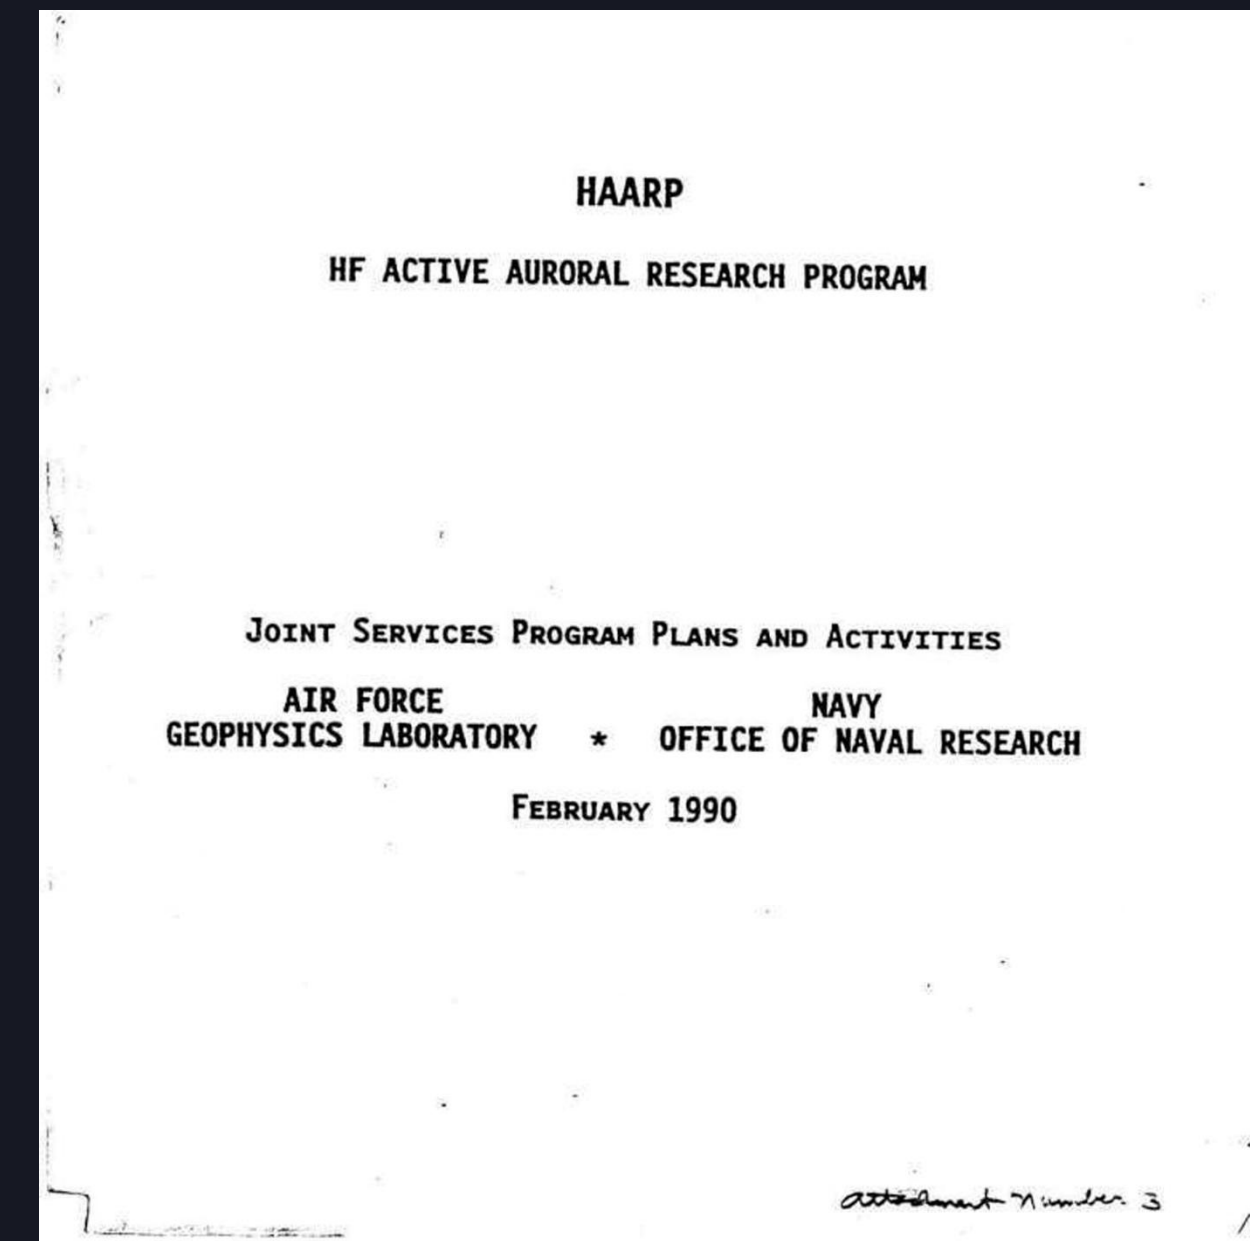 HAARP
HF ACTIVE AURORAL RESEARCH PROGRAM
JOINT SERVICES PROGRAM PLANS AND ACTIVITIES
AIR FORCE
GEOPHYSICS LABORATORY * 
NAVY
OFFICE OF NAVAL RESEARCH
FEBRUARY 1990
Attachment Number 3